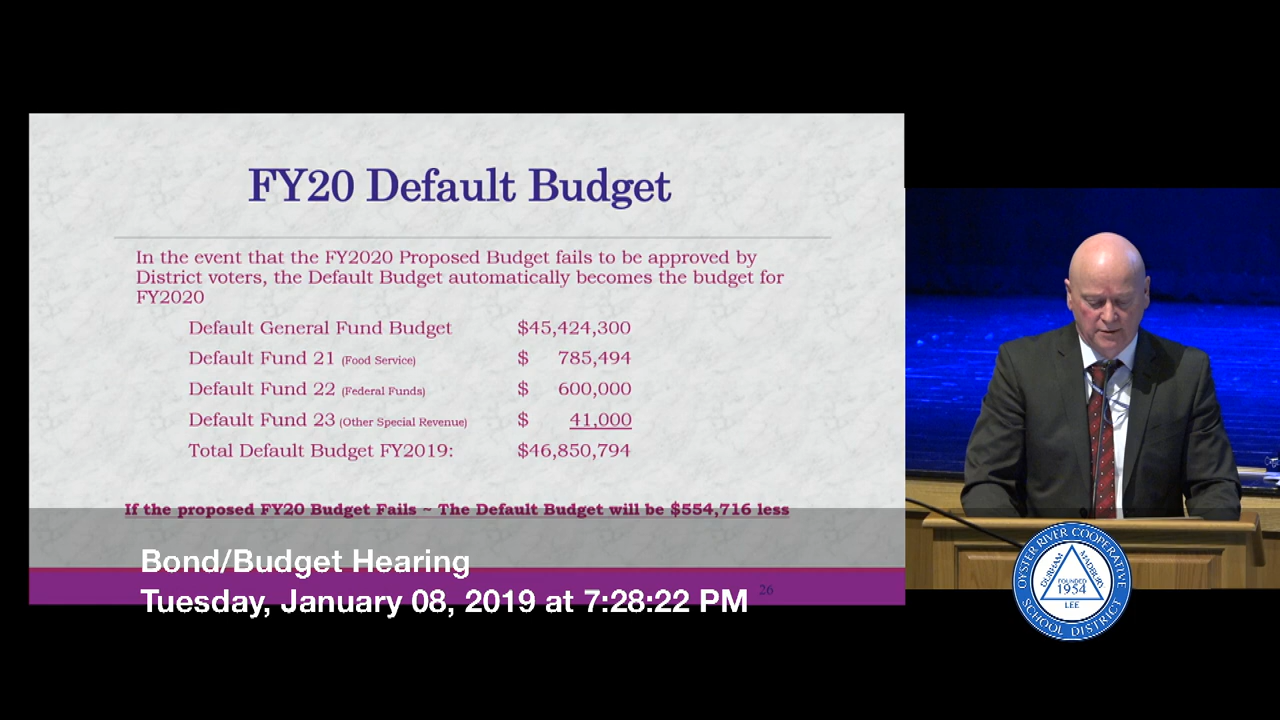 FY20 Default Budget
In the event that the FY2020 Proposed Budget fails to be approved by
District voters, the Default Budget automatically becomes the budget for
FY2020
Default General Fund Budget $45,424,300
Default Fund 21 (Food Service) $ 785,494
Default Fund 22 (Federal Funds) $ 600,000
Default Fund 23 (Other Special Revenue) $ 41,000
Total Default Budget FY2019: $46,850,794
If the proposed FY20 Budget Fails ~ The Default Budget will be $554,716 less
26
Bond/Budget Hearing
Tuesday, January 08, 2019 at 7:28:22 PM
OYSTER RIVER COOPERATIVE
SCHOOL DISTRICT
DURHAM
MADBURY
FOUNDED
1954
LEE